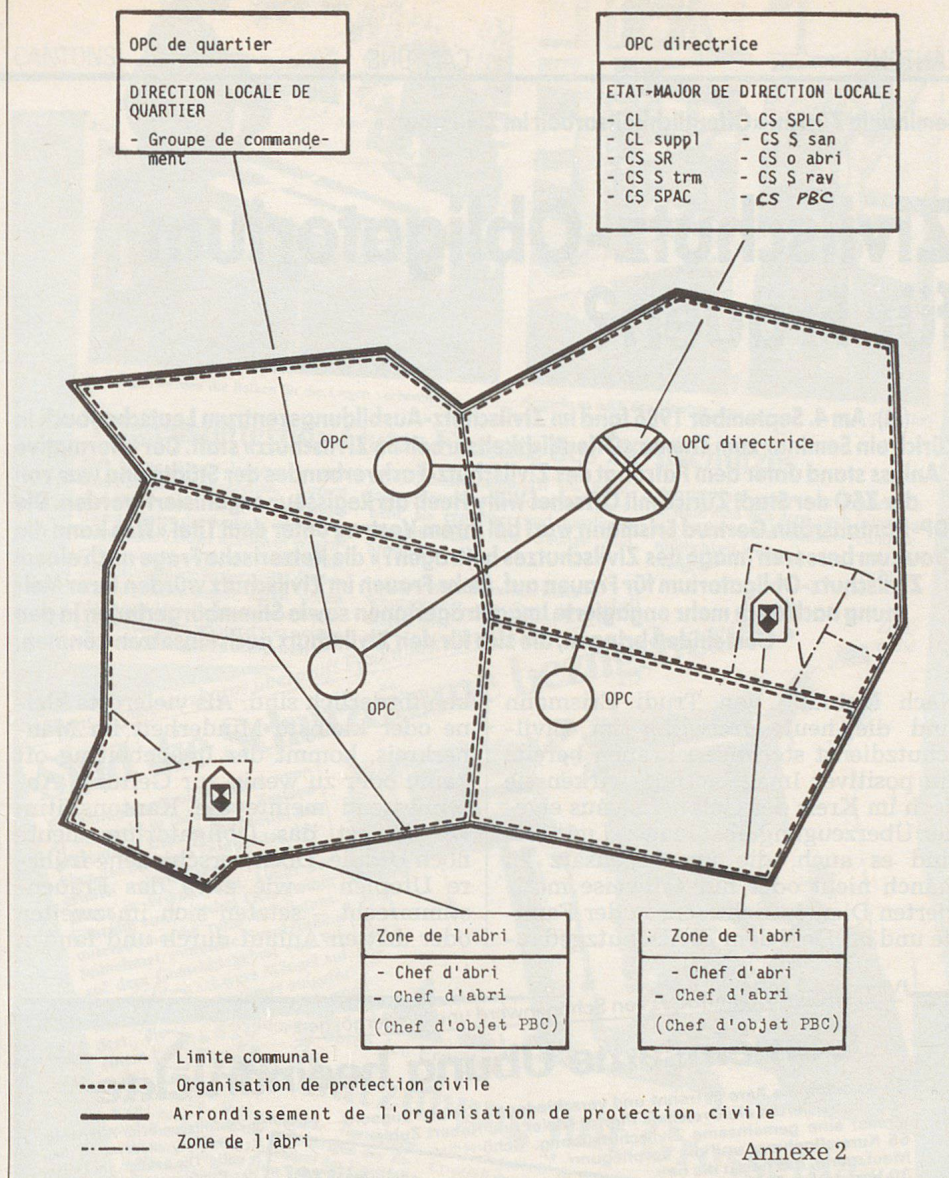 OPC de quartier
DIRECTION LOCALE DE
QUARTIER
- Groupe de commande-
ment
OPC directrice
ETAT-MAJOR DE DIRECTION LOCALE:
- CL
- CL suppl
- CS SR
- CS S trm
- CS SPAC
- CS SPLC
- CS S san
- CS o abri
- CS S rav
- CS PBC
OPC
OPC directrice
OPC
OPC
Zone de l'abri
- Chef d'abri
- Chef d'abri
(Chef d'objet PBC)
Zone de l'abri
- Chef d'abri
- Chef d'abri
(Chef d'objet PBC)
Limite communale
Organisation de protection civile
Arrondissement de l'organisation de protection civile
Zone de l'abri
Annexe 2